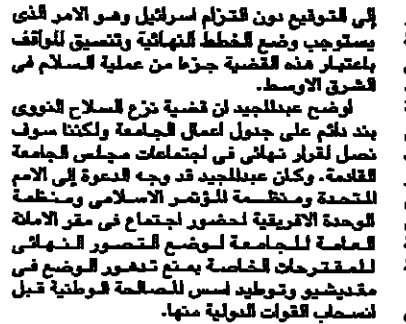 إلى التوقيع دون التزام اسرائيل وهو الامر الذى
يستوجب وضع الخطط النهائية وتنسيق المواقف
باعتبار هذه القضية جزءا من عملية السلام فى
الشرق الاوسط.
اوضح عبدالمجيد ان قضية نزع السلاح النووى
بند دائم على جدول اعمال الجامعة ولكننا سوف
نصل لقرار نهائى فى اجتماعات مجلس الجامعة
القادمة. وكان عبدالمجيد قد وجه الدعوة إلى الامم
المتحدة ومنظمة المؤتمر الاسلامى ومنظمة
الوحدة الافريقية لحضور اجتماع فى مقر الامانة
العامة للجامعة لوضع التصور النهائى
للمقترحات الخاصة بمنع تدهور الوضع فى
مقديشيو وتوطيد اسس المصالحة الوطنية قبل
انسحاب القوات الدولية منها.